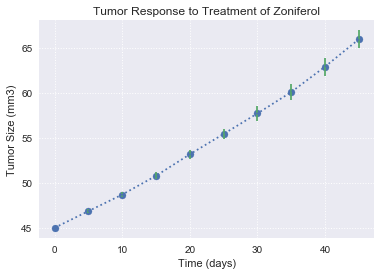 Tumor Response to Treatment of Zoniferol
65
60
55
50
45
Tumor Size (mm3)
0 10 20 30 40
Time (days)